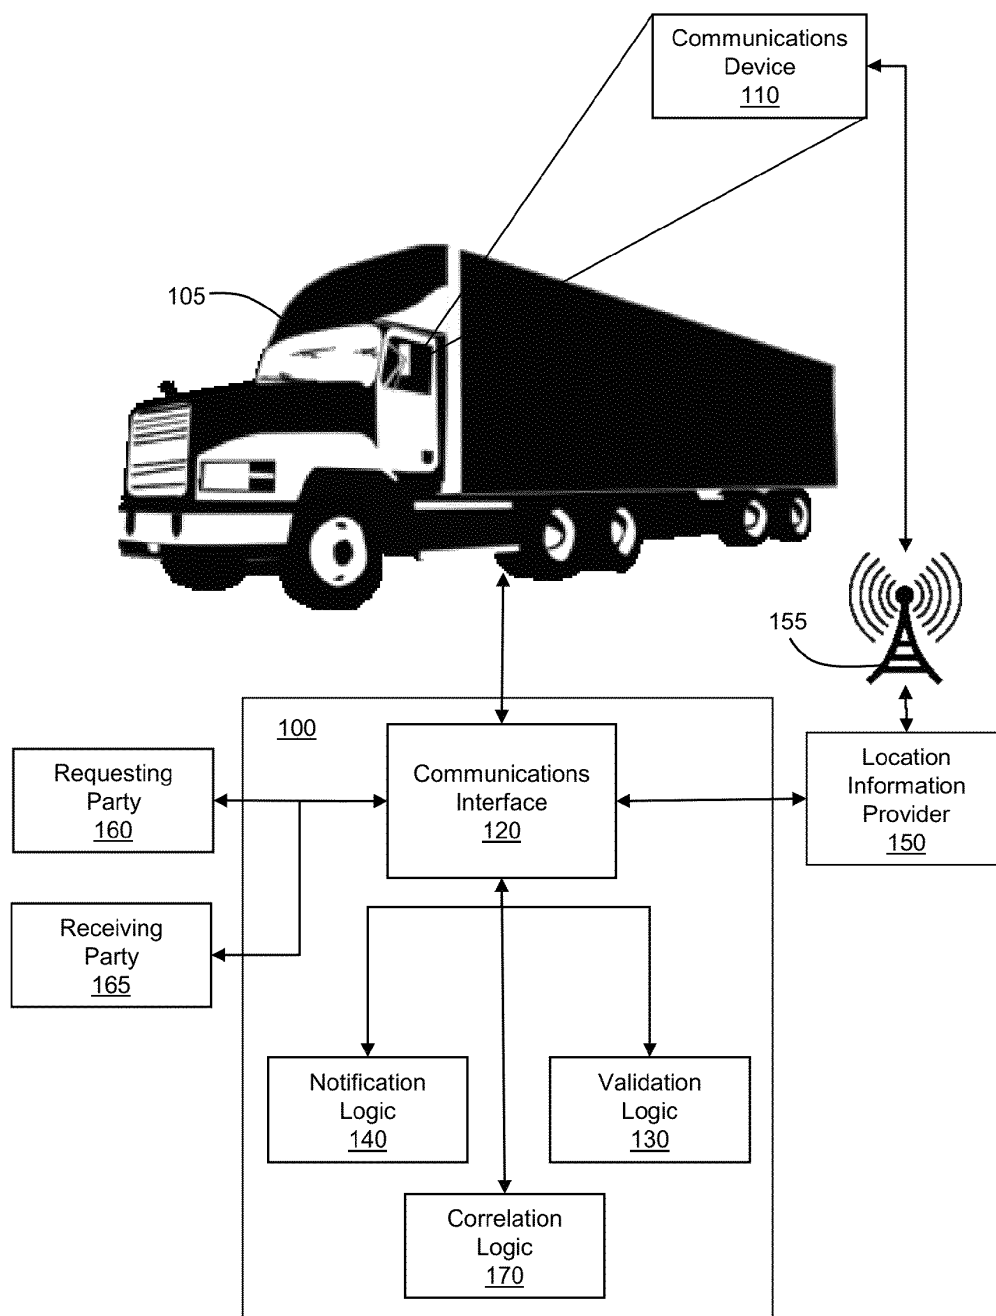 Communications
Device
110
105
155
100
Requesting
Party
160
Communications
Interface
120
Location
Information
Provider
150
Receiving
Party
165
Notification
Logic
140
Validation
Logic
130
Correlation
Logic
170